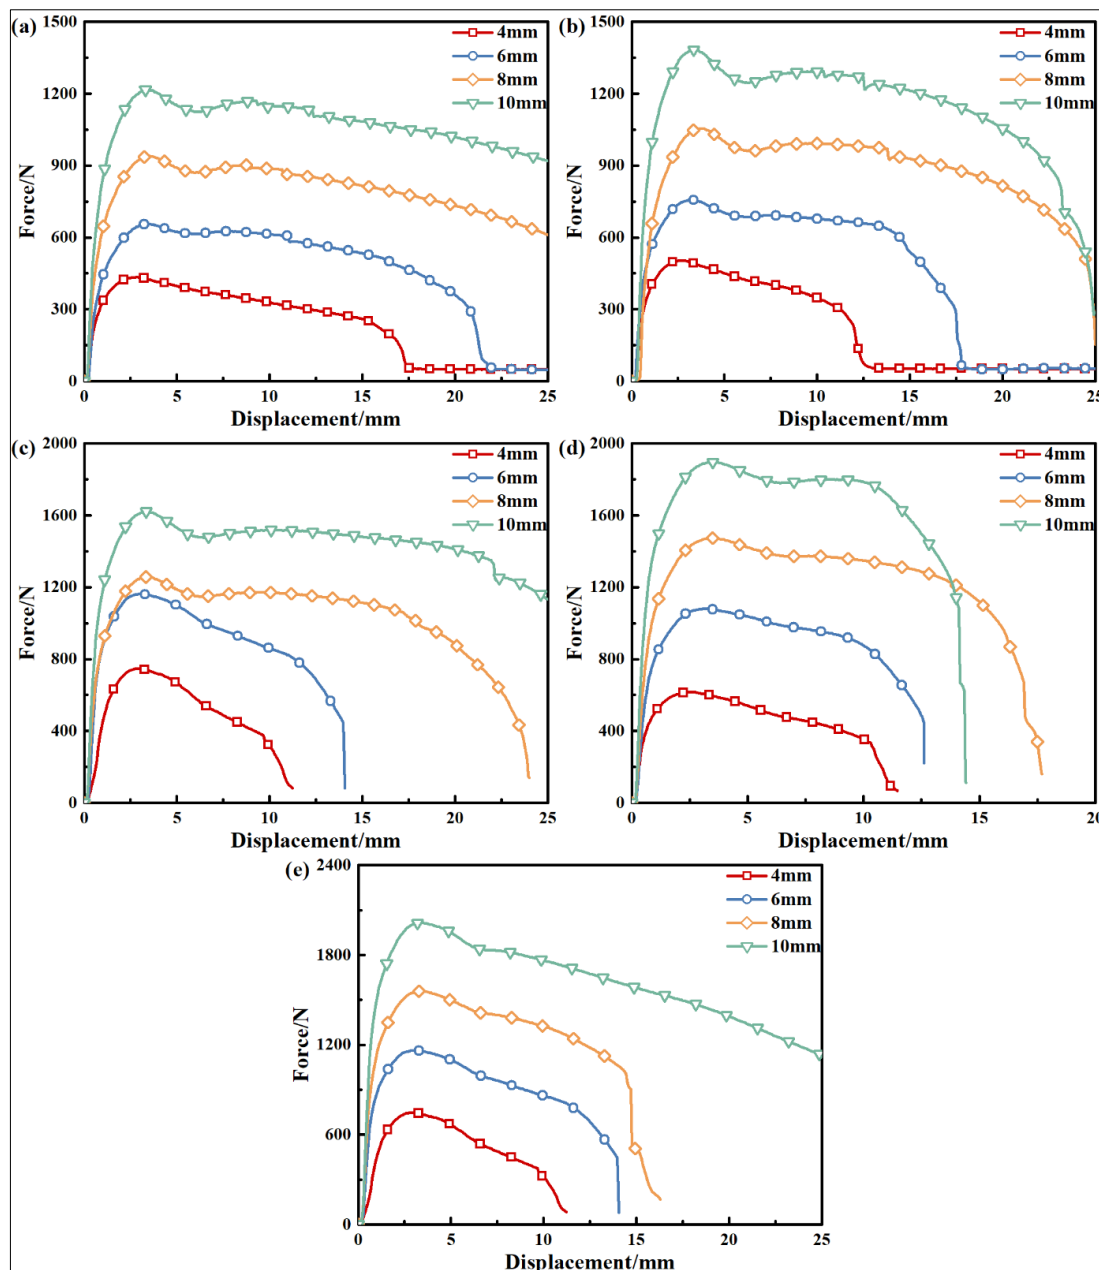 (a)
1500
1200
900
600
300
0
Force/N
4mm
6mm
8mm
10mm
0 5 10 15 20 25
Displacement/mm
(b)
1500
1200
900
600
300
0
Force/N
4mm
6mm
8mm
10mm
0 5 10 15 20 25
Displacement/mm
(c)
2000
1600
1200
800
400
0
Force/N
4mm
6mm
8mm
10mm
0 5 10 15 20 25
Displacement/mm
(d)
2000
1600
1200
800
400
0
Force/N
4mm
6mm
8mm
10mm
0 5 10 15 20
Displacement/mm
(e)
2400
1800
1200
600
0
Force/N
4mm
6mm
8mm
10mm
0 5 10 15 20 25
Displacement/mm